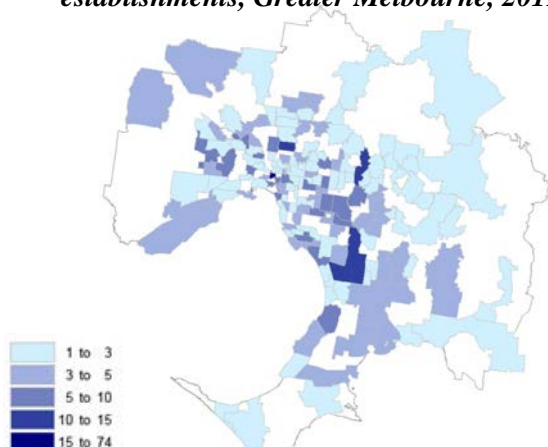 establishments, Greater Melbourne, 201
1 to 3
3 to 5
5 to 10
10 to 15
15 to 74